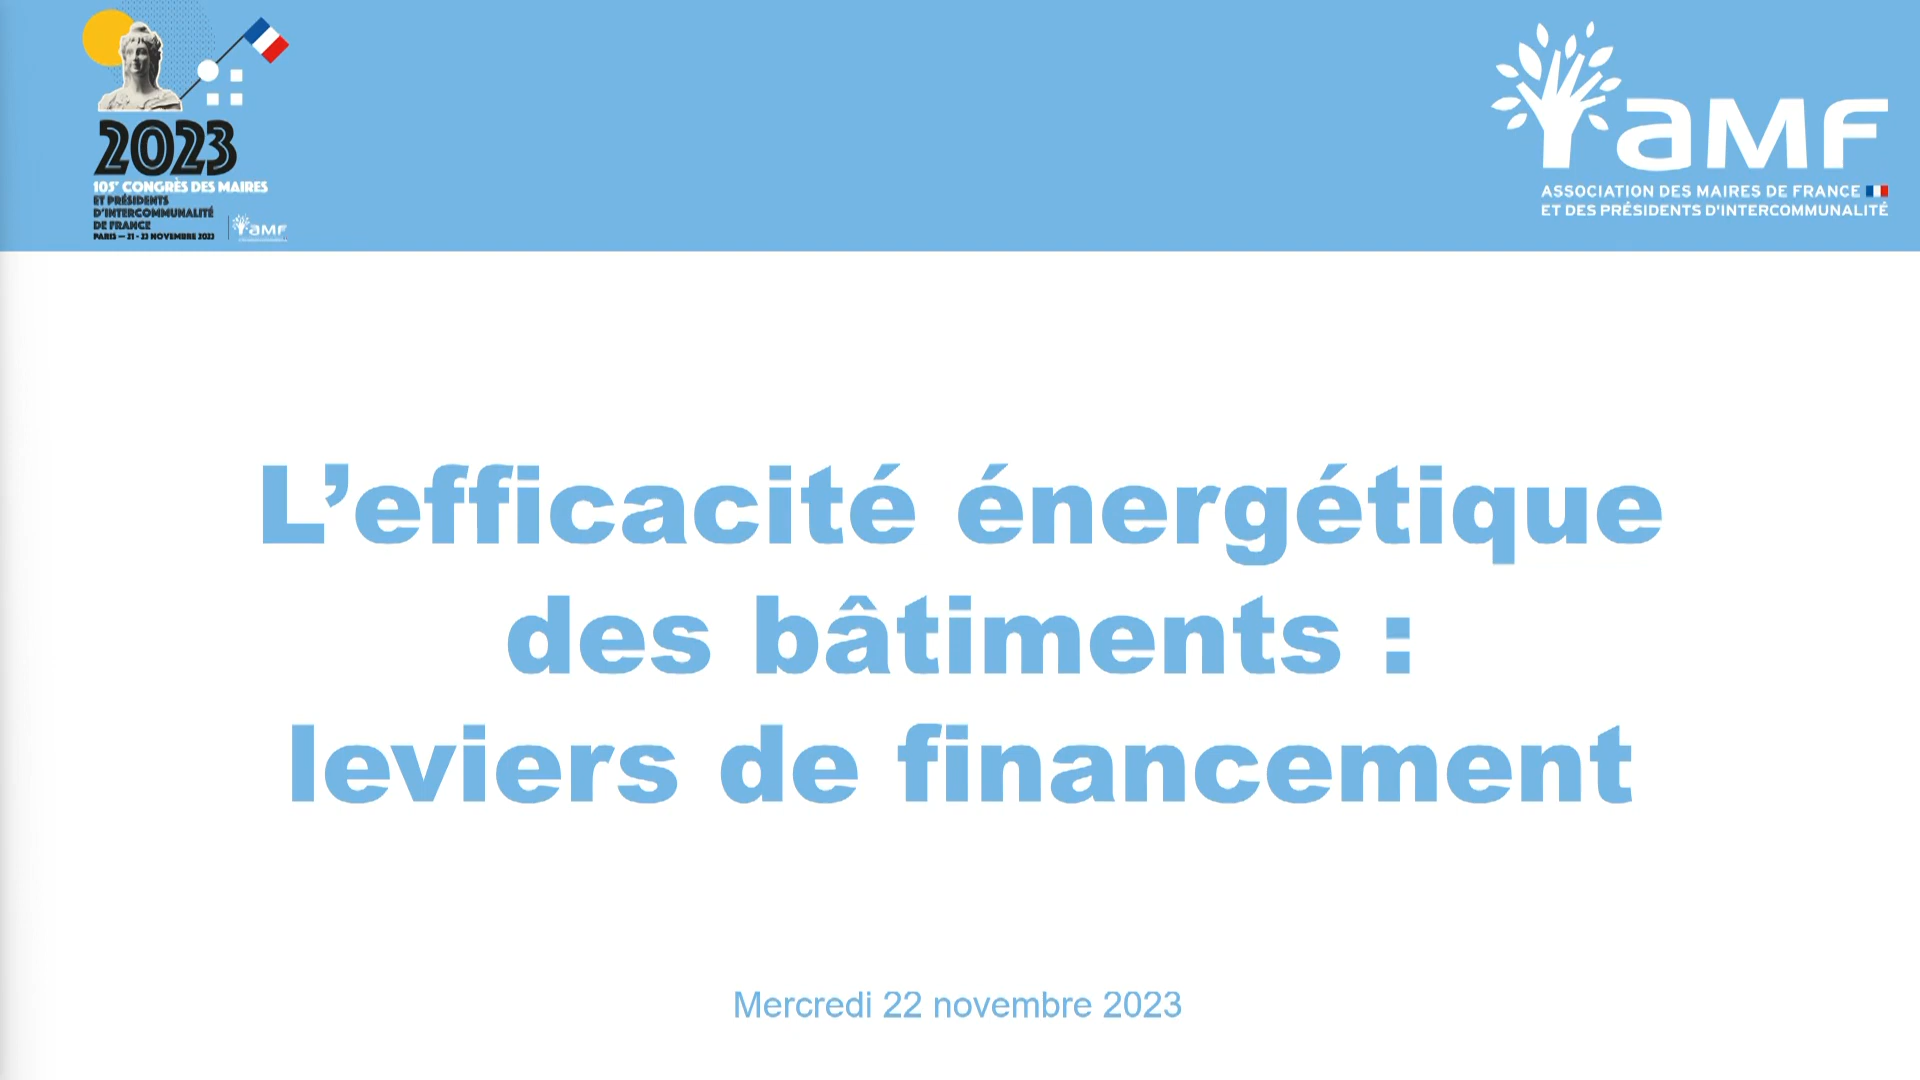 2023
105e CONGRÈS DES MAIRES
ET PRÉSIDENTS
D'INTERCOMMUNALITÉ
DE FRANCE
PARIS — 21 - 23 NOVEMBRE 2023
aMF
aMF
ASSOCIATION DES MAIRES DE FRANCE
ET DES PRÉSIDENTS D'INTERCOMMUNALITÉ
L’efficacité énergétique
des bâtiments :
leviers de financement
Mercredi 22 novembre 2023